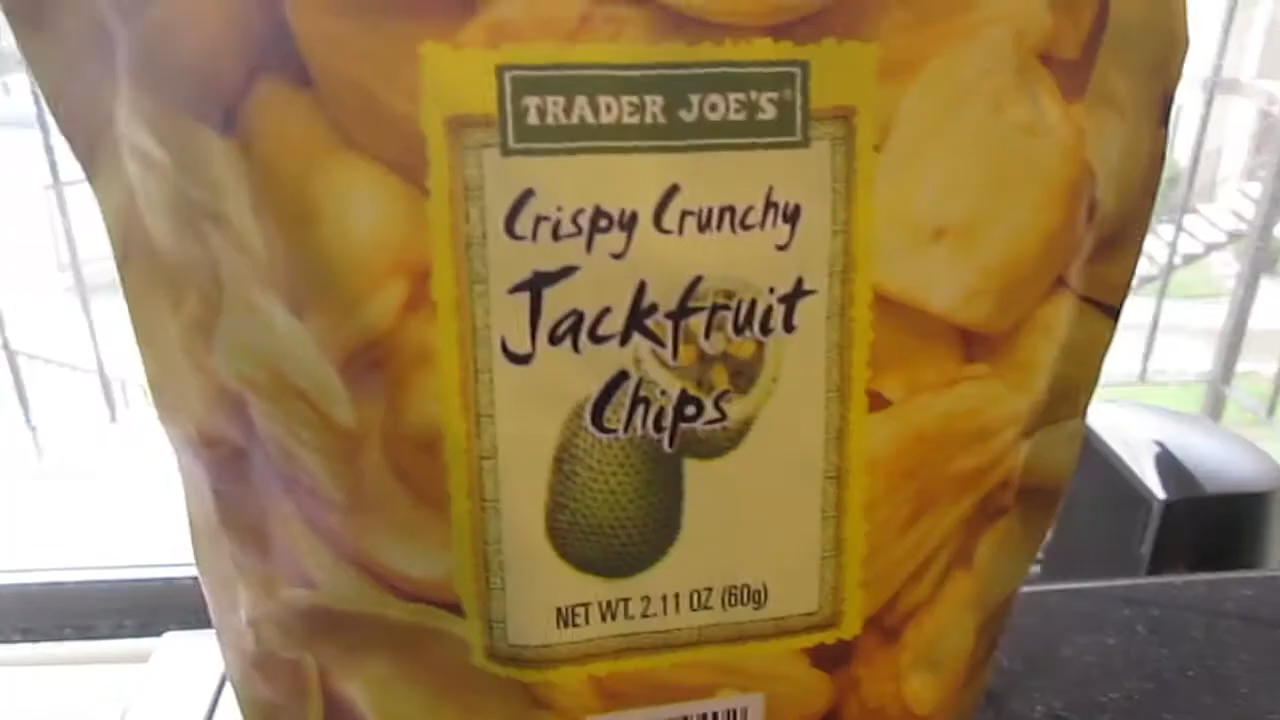 TRADER JOE'S®
Crispy Crunchy
Jackfruit
Chips
NET WT. 2.11 OZ (60g)